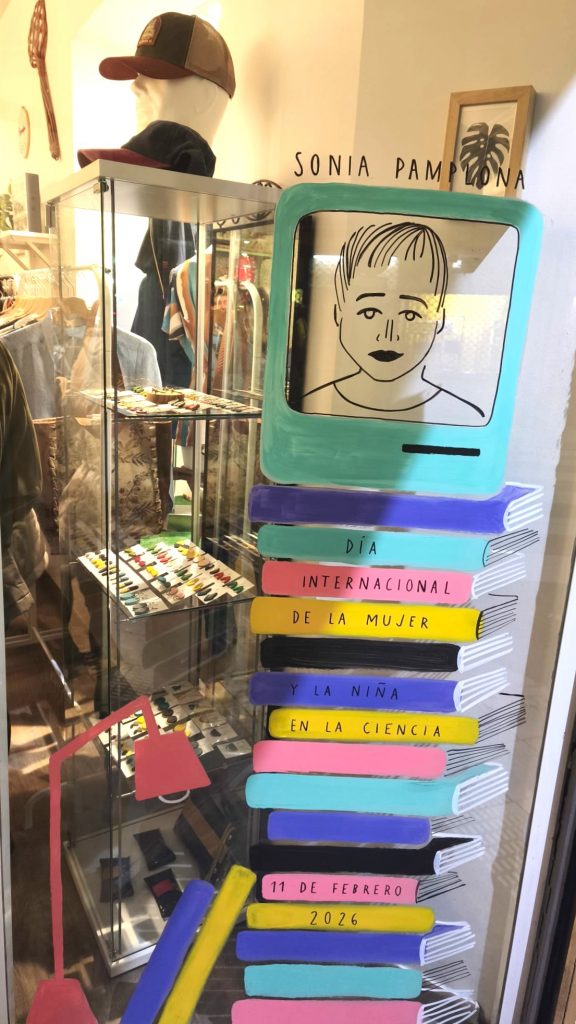 SONIA PAMPLONA
DÍA
INTERNACIONAL
DE LA MUJER
Y LA NIÑA
EN LA CIENCIA
11 DE FEBRERO
2026